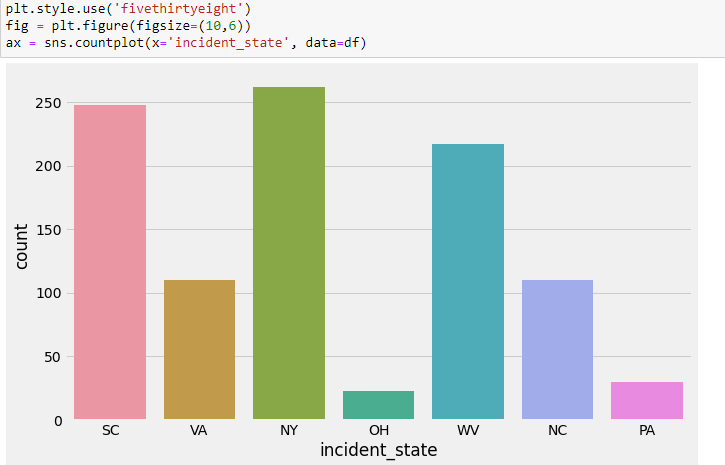 plt.style.use('fivethirtyeight')
fig = plt.figure(figsize=(10,6))
ax = sns.countplot(x='incident_state', data=df)
250
200
150
100
50
0
count
SC VA NY OH WV NC PA
incident_state